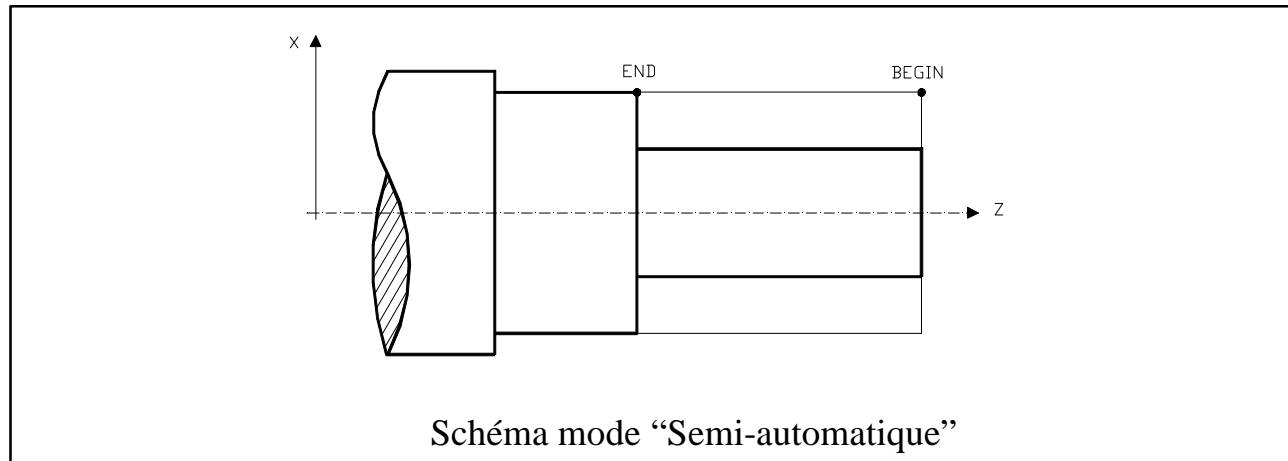 X
END
BEGIN
Z
Schéma mode “Semi-automatique”